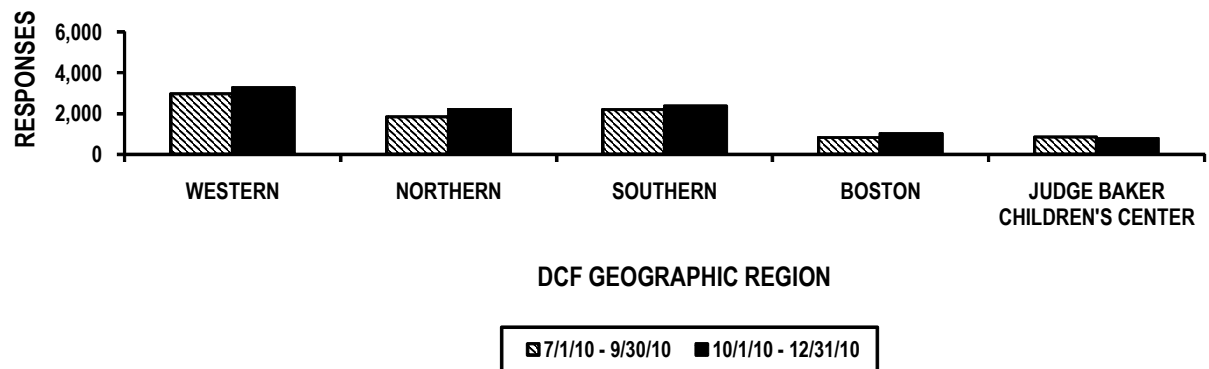 RESPONSES
6,000
4,000
2,000
0
WESTERN
NORTHERN
SOUTHERN
BOSTON
JUDGE BAKER
CHILDREN'S CENTER
DCF GEOGRAPHIC REGION
7/1/10 - 9/30/10 10/1/10 - 12/31/10